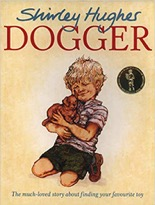 Shirley Hughes
DOGGER
The much-loved story about finding your favourite toy